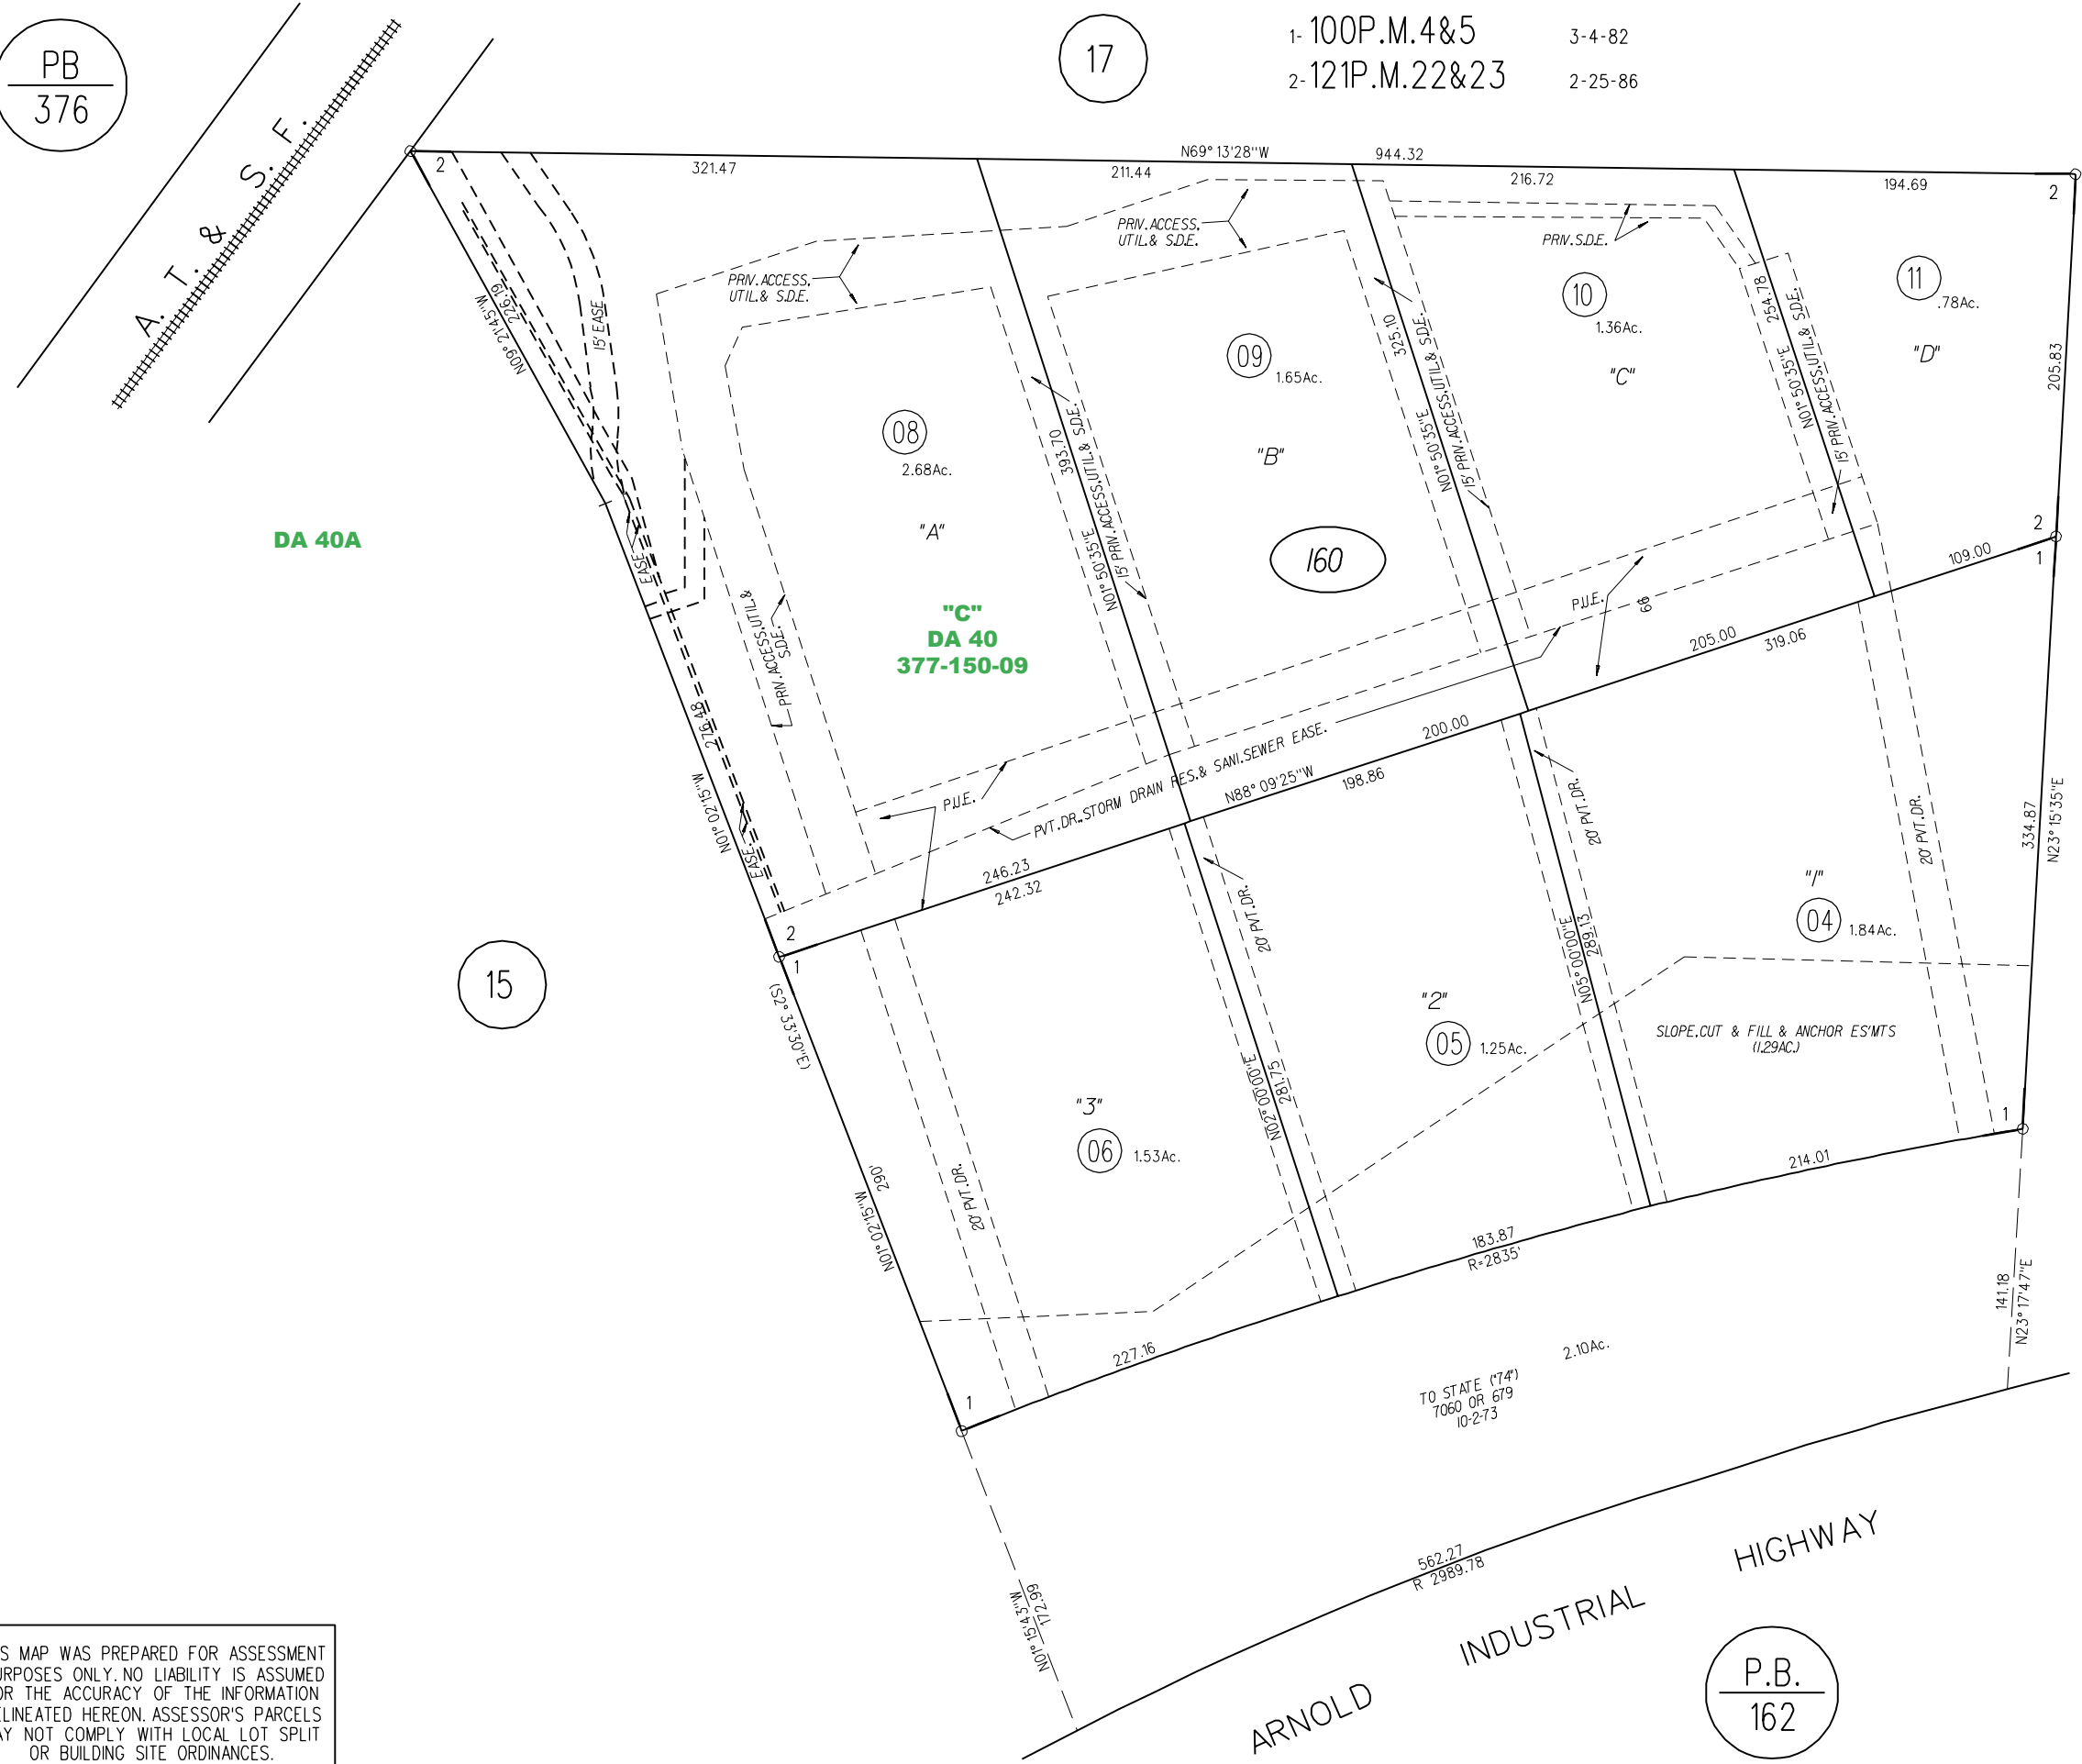 PB
376
A. T. & S. F.
17
1- 100P.M.4&5 3-4-82
2- 121P.M.22&23 2-25-86
2
321.47
N69° 13'28"W
211.44
944.32
216.72
194.69
2
PRIV. ACCESS,
UTIL.& S.D.E.
PRIV. ACCESS,
UTIL.& S.D.E.
PRIV. S.D.E.
N09° 21'45"W
226.19
15' EASE
08
2.68Ac.
"A"
393.70
N01° 50'35"E
15' PRIV. ACCESS,UTIL.& S.D.E.
09
1.65Ac.
"B"
325.10
N01° 50'35"E
15' PRIV. ACCESS,UTIL.& S.D.E.
10
1.36Ac.
"C"
254.78
N01° 50'35"E
15' PRIV. ACCESS,UTIL.& S.D.E.
11
.78Ac.
"D"
205.83
DA 40A
160
2
1
109.00
EASE
PRIV. ACCESS,UTIL.&
S.D.E.
"C"
DA 40
377-150-09
P.U.E.
66
205.00
319.06
276.48
N01° 02'15"W
EASE.
P.U.E.
PVT. DR.,STORM DRAIN RES.& SANI.SEWER EASE.
200.00
N88° 09'25"W
198.86
246.23
242.32
2
1
15
(S2° 33'03"E)
20' PVT. DR.
20' PVT. DR.
20' PVT. DR.
334.87
N23° 15'35"E
"1"
04
1.84Ac.
N05° 00'00"E
289.13
"2"
05
1.25Ac.
SLOPE,CUT & FILL & ANCHOR ES'MTS
(1.29AC.)
N02° 00'00"E
281.75
"3"
06
1.53Ac.
1
214.01
290'
N01° 02'15"W
20' PVT. DR.
183.87
R=2835'
141.18
N23° 17'47"E
227.16
1
2.10Ac.
TO STATE ("74")
7060 OR 679
10-2-73
562.27
R 2989.78
N01° 15'43"W
172.99
ARNOLD INDUSTRIAL HIGHWAY
P.B.
162
S MAP WAS PREPARED FOR ASSESSMENT
URPOSES ONLY. NO LIABILITY IS ASSUMED
OR THE ACCURACY OF THE INFORMATION
ELINEATED HEREON. ASSESSOR'S PARCELS
AY NOT COMPLY WITH LOCAL LOT SPLIT
OR BUILDING SITE ORDINANCES.